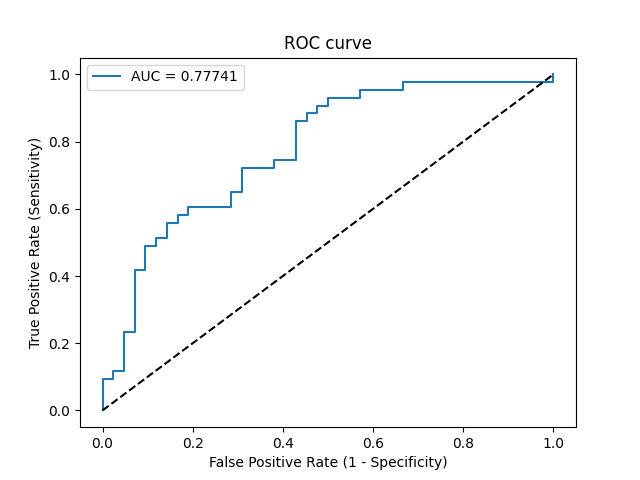 ROC curve
AUC = 0.77741
1.0
0.8
0.6
0.4
0.2
0.0
True Positive Rate (Sensitivity)
0.0 0.2 0.4 0.6 0.8 1.0
False Positive Rate (1 - Specificity)